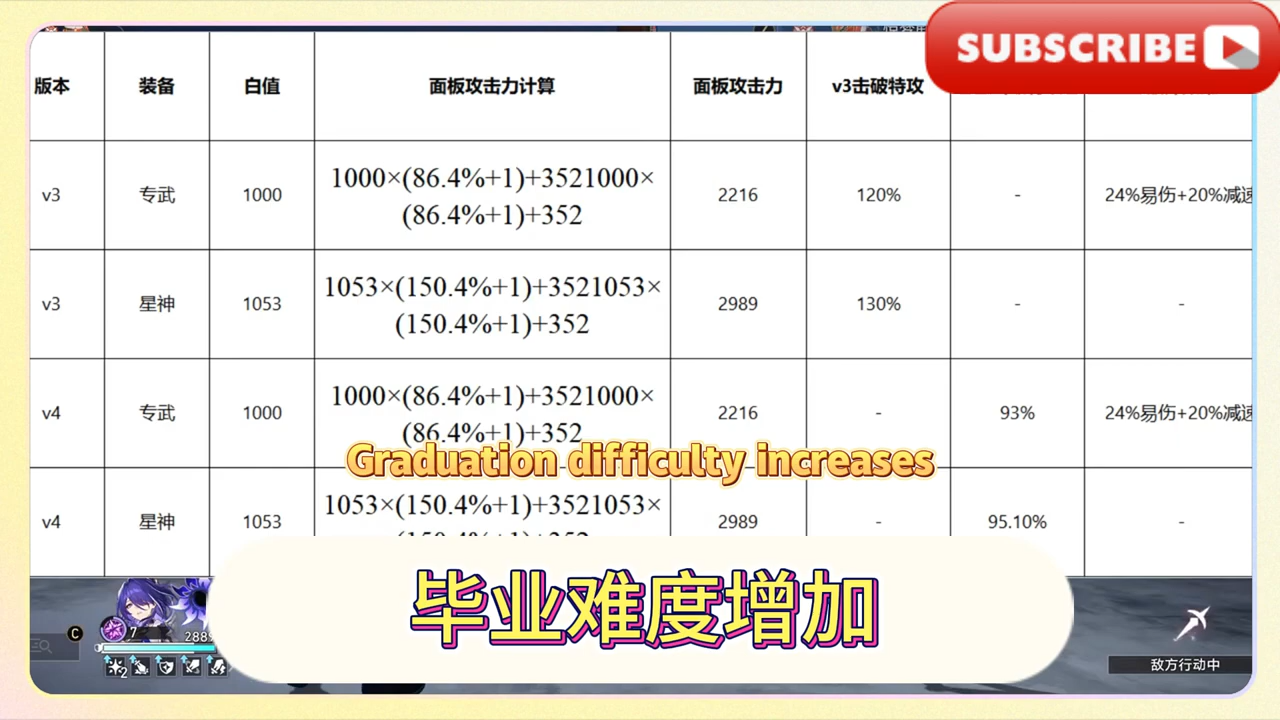 SUBSCRIBE
版本 装备 白值 面板攻击力计算 面板攻击力 v3击破特攻
v3 专武 1000 1000×(86.4%+1)+3521000× 2216 120% - 24%易伤+20%减速
(86.4%+1)+352
v3 星神 1053 1053×(150.4%+1)+3521053× 2989 130% - -
(150.4%+1)+352
v4 专武 1000 1000×(86.4%+1)+3521000× 2216 - 93% 24%易伤+20%减速
(86.4%+1)+352
Graduation difficulty increases
v4 星神 1053 1053×(150.4%+1)+3521053× 2989 - 95.10% -
毕业难度增加
C
7
2
敌方行动中